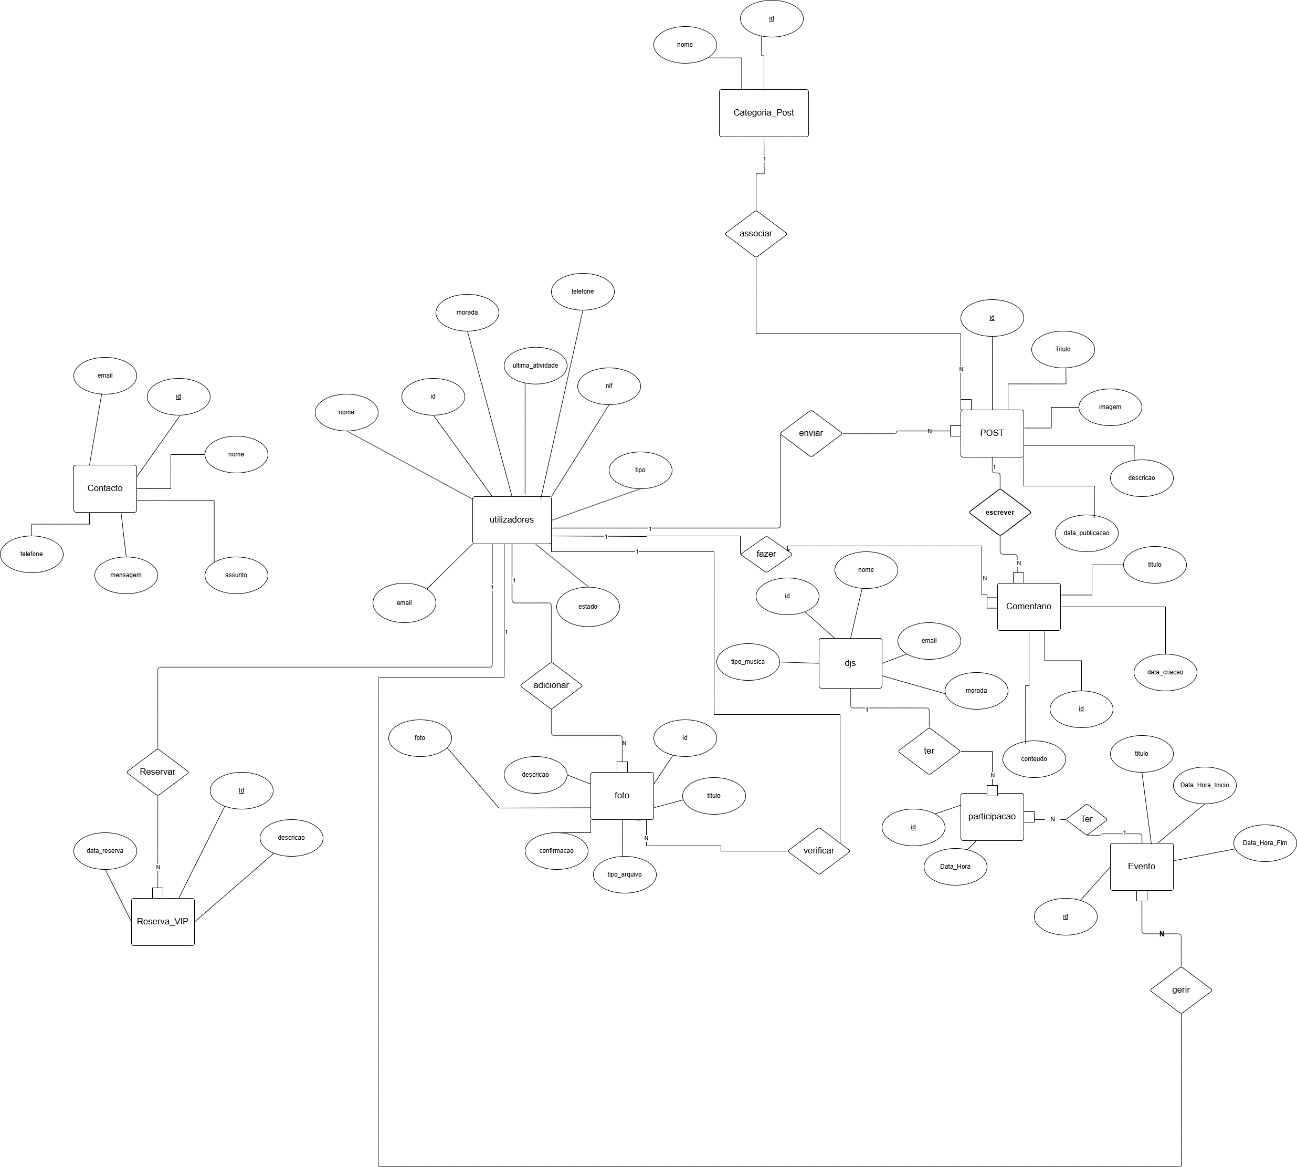 id
nome
Categoria_Post
1
associar
telefone
morada
id
Titulo
ultima_atividade
email
id
id
nif
nome
imagem
N
enviar
N
POST
nome
tipo
1
descricao
Contacto
utilizadores
escrever
1
data_publicacao
1
fazer
telefone
1
N
titulo
mensagem
assunto
nome
N
1
1
id
Comentario
email
estado
1
email
tipo_musica
djs
data_criacao
adicionar
morada
1
id
foto
id
N
ter
conteudo
titulo
Reservar
descricao
N
Data_Hora_Inicio
id
foto
titulo
participacao
N
Ter
id
1
descricao
N
Data_Hora_Fim
data_reserva
confirmacao
verificar
Data_Hora
Evento
N
tipo_arquivo
id
Reserva_VIP
N
gerir